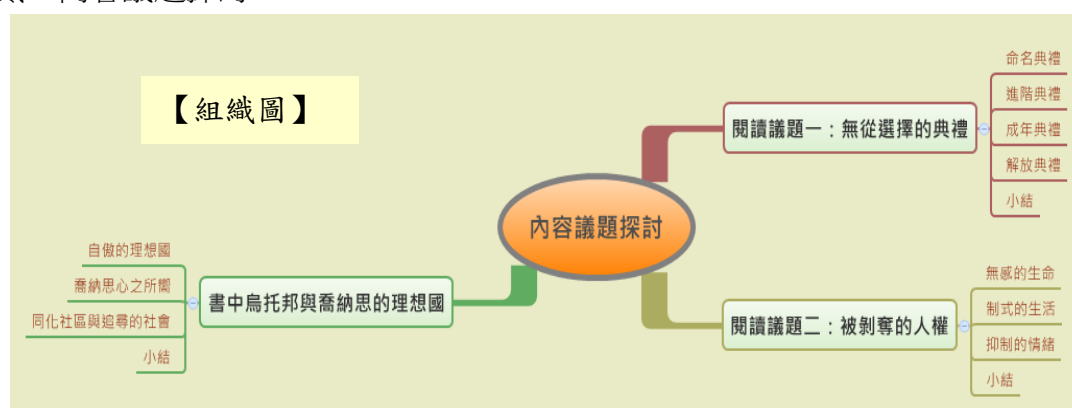 【組織圖】
內容議題探討
閱讀議題一：無從選擇的典禮
命名典禮
進階典禮
成年典禮
解放典禮
小結
閱讀議題二：被剝奪的人權
無感的生命
制式的生活
抑制的情緒
小結
書中烏托邦與喬納思的理想國
自傲的理想國
喬納思心之所嚮
同化社區與追尋的社會
小結